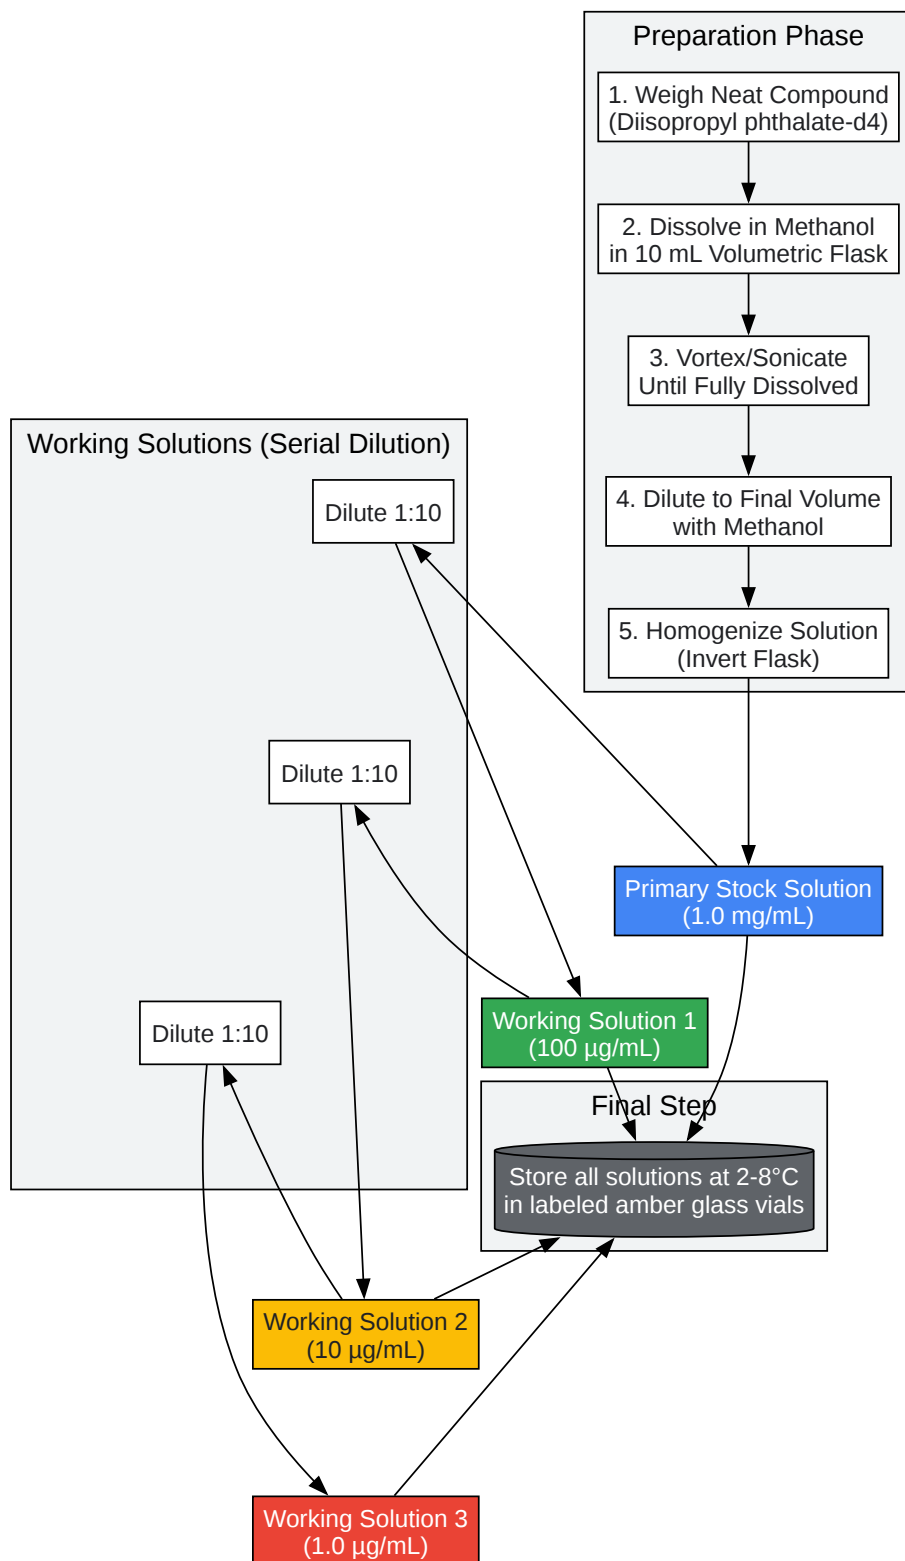 Preparation Phase
1. Weigh Neat Compound
(Diisopropyl phthalate-d4)
2. Dissolve in Methanol
in 10 mL Volumetric Flask
3. Vortex/Sonicate
Until Fully Dissolved
4. Dilute to Final Volume
with Methanol
5. Homogenize Solution
(Invert Flask)
Working Solutions (Serial Dilution)
Dilute 1:10
Dilute 1:10
Dilute 1:10
Primary Stock Solution
(1.0 mg/mL)
Working Solution 1
(100 µg/mL)
Final Step
Store all solutions at 2-8°C
in labeled amber glass vials
Working Solution 2
(10 µg/mL)
Working Solution 3
(1.0 µg/mL)